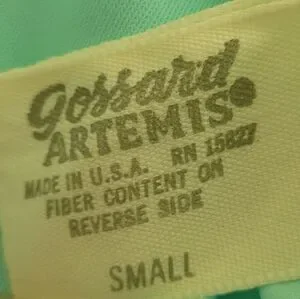 gossard
ARTEMIS
MADE IN U.S.A. RN 15827
FIBER CONTENT ON
REVERSE SIDE
SMALL